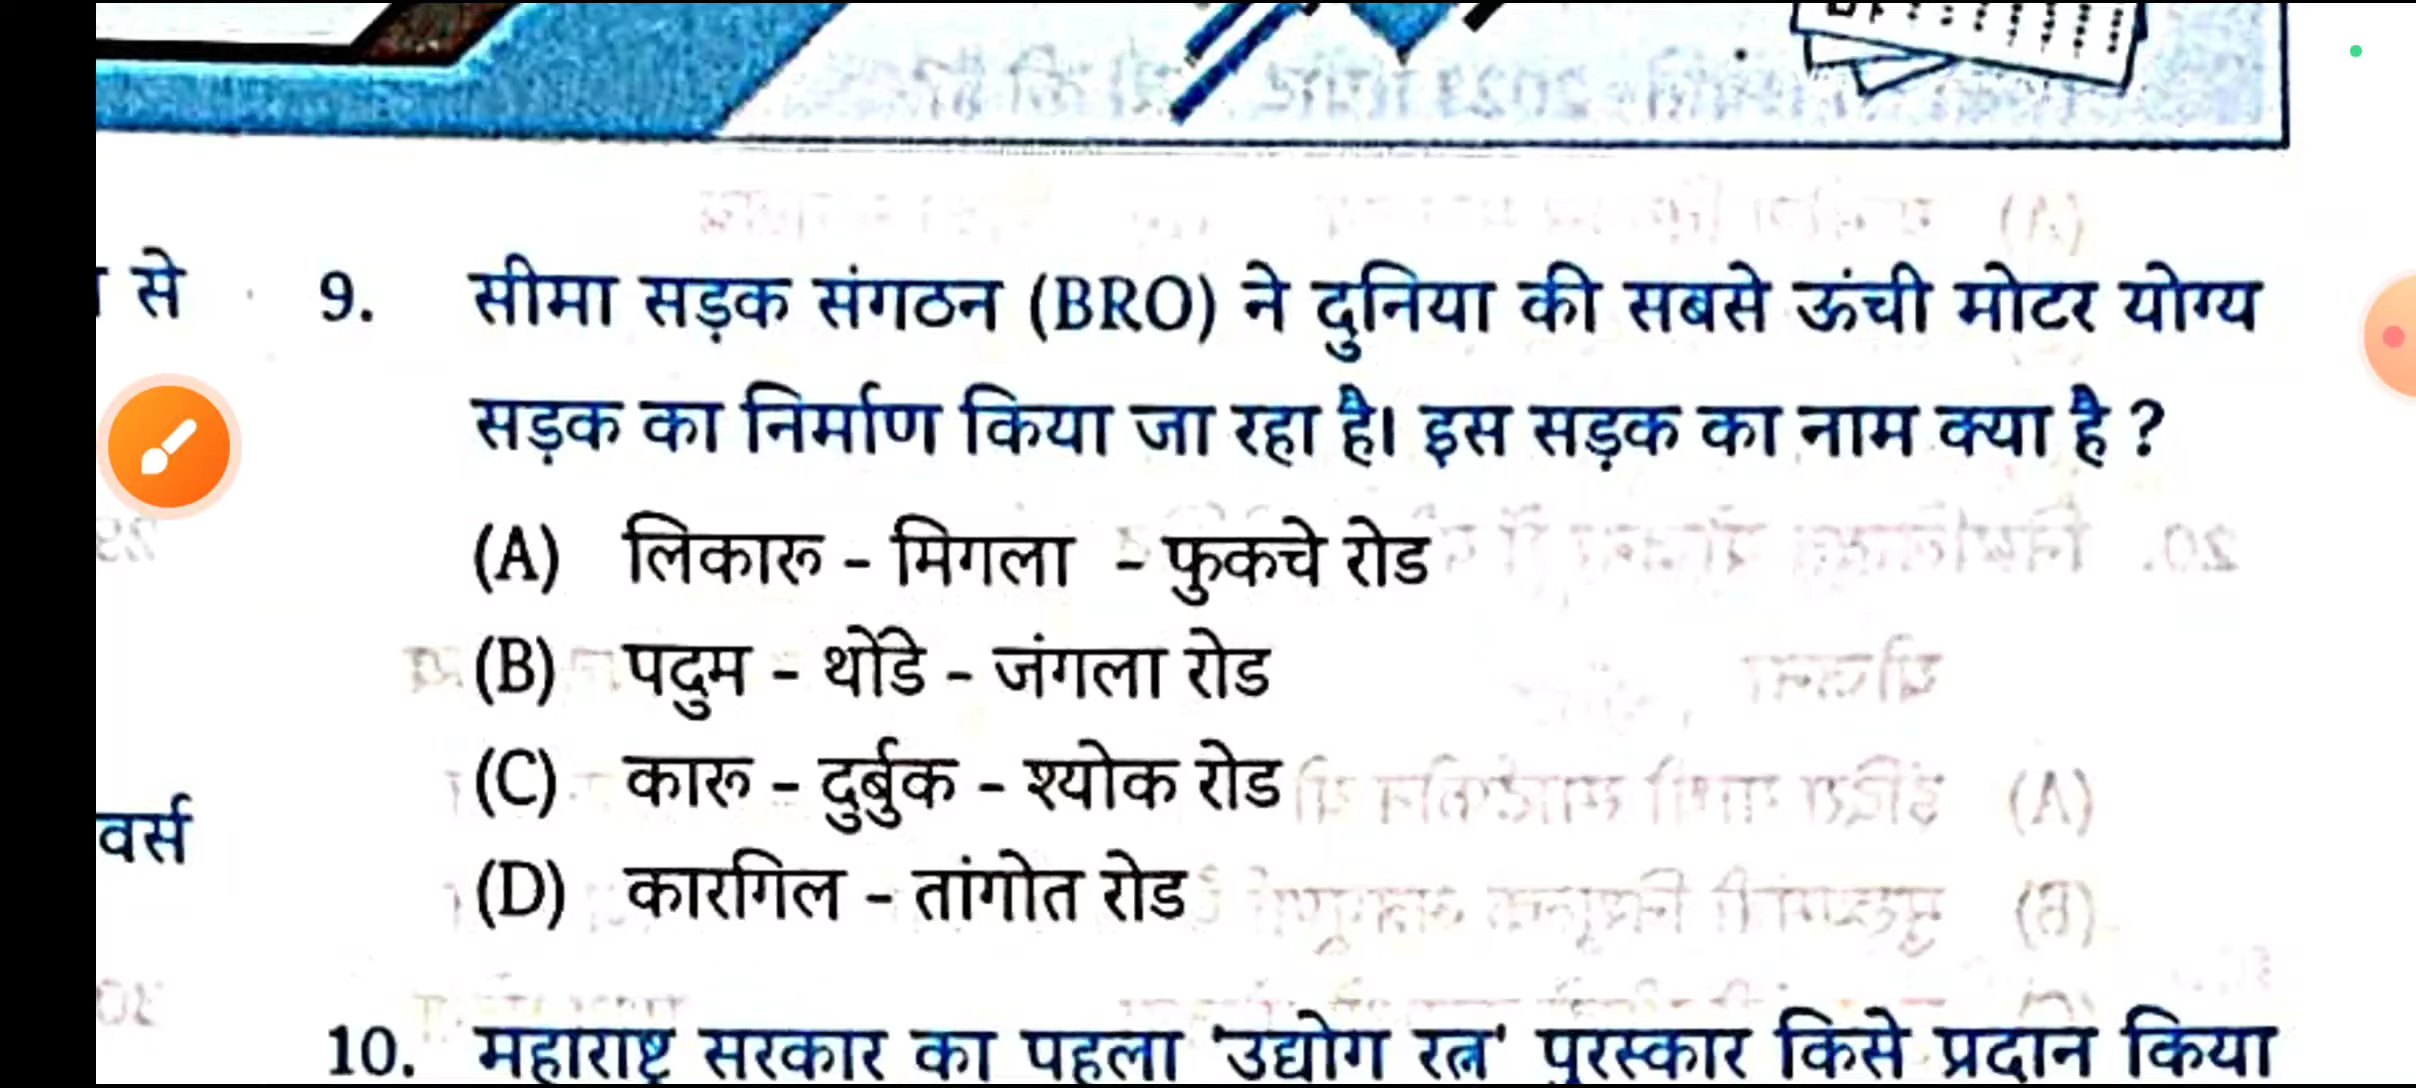 से
9. सीमा सड़क संगठन (BRO) ने दुनिया की सबसे ऊंची मोटर योग्य
सड़क का निर्माण किया जा रहा है। इस सड़क का नाम क्या है ?
(A) लिकारू - मिगला - फुकचे रोड
(B) पदुम - थोंडे - जंगला रोड
(C) कारू - दुर्बुक - श्योक रोड
(D) कारगिल - तांगोत रोड
वर्स
10. महाराष्ट्र सरकार का पहला 'उद्योग रत्न' पुरस्कार किसे प्रदान किया